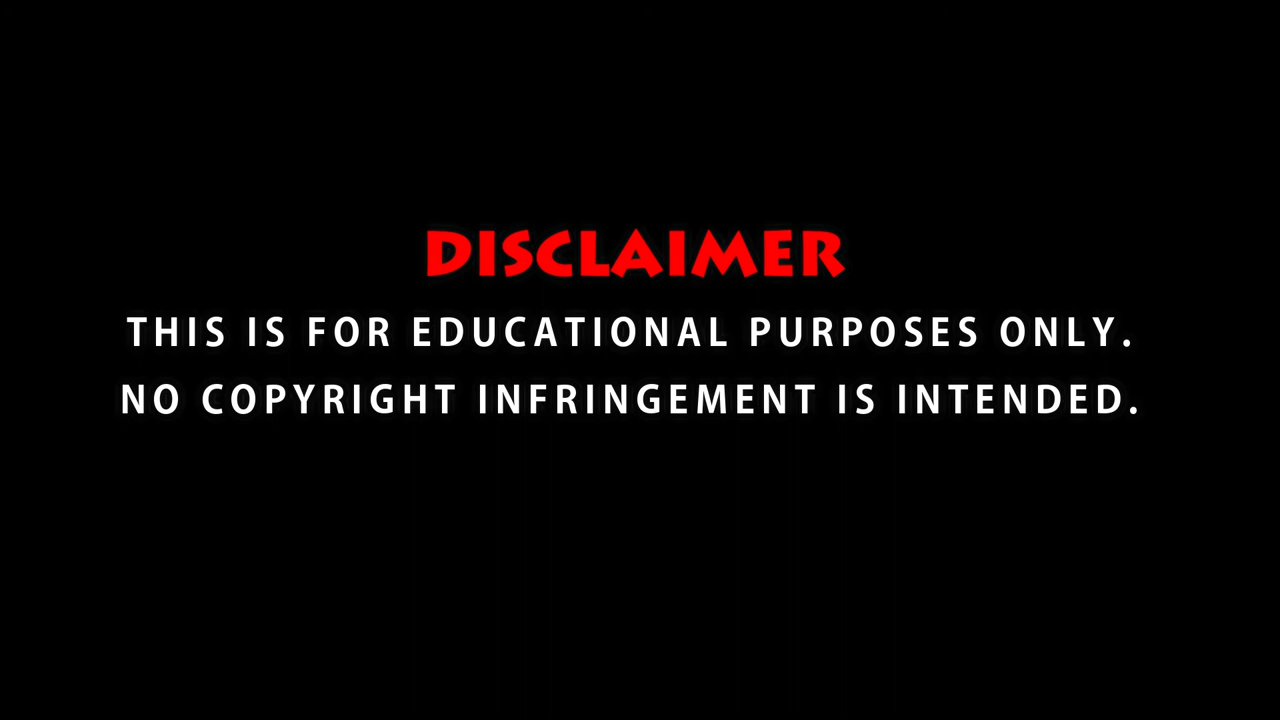 DISCLAIMER
THIS IS FOR EDUCATIONAL PURPOSES ONLY.
NO COPYRIGHT INFRINGEMENT IS INTENDED.